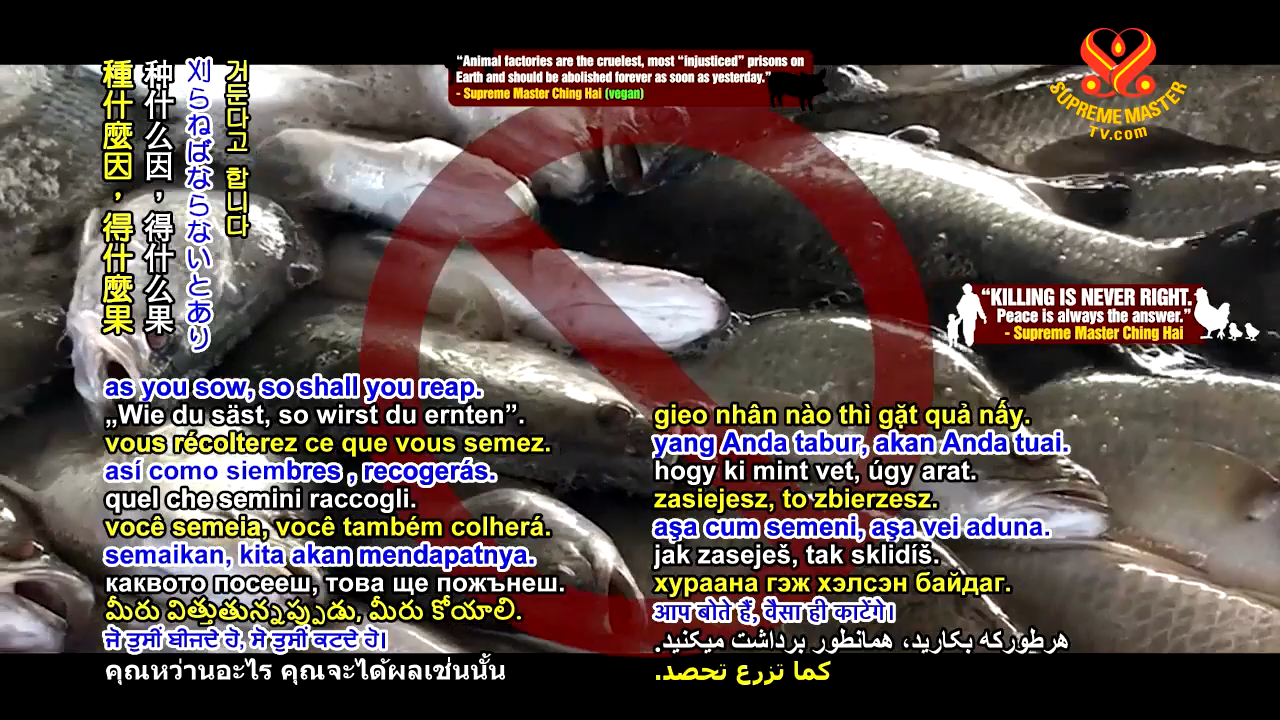 “Animal factories are the cruelest, most “injusticed” prisons on
Earth and should be abolished forever as soon as yesterday.”
- Supreme Master Ching Hai (vegan)
SUPREME MASTER
TV.com
種什麼因，得什麼果
种什么因，得什么果
刈らねばならないとあり
거둔다고 합니다
“KILLING IS NEVER RIGHT.
Peace is always the answer.”
- Supreme Master Ching Hai
as you sow, so shall you reap.
„Wie du säst, so wirst du ernten”.
vous récolterez ce que vous semez.
así como siembres , recogerás.
quel che semini raccogli.
você semeia, você também colherá.
semaikan, kita akan mendapatnya.
каквото посееш, това ще пожънеш.
మీరు విత్తుతున్నప్పుడు, మీరు కోయాలి.
ਜੋ ਤੁਸੀਂ ਬੀਜਦੇ ਹੋ, ਸੋ ਤੁਸੀਂ ਕਟਦੇ ਹੋ।
คุณหว่านอะไร คุณจะได้ผลเช่นนั้น
gieo nhân nào thì gặt quả nấy.
yang Anda tabur, akan Anda tuai.
hogy ki mint vet, úgy arat.
zasiejesz, to zbierzesz.
aşa cum semeni, aşa vei aduna.
jak zaseješ, tak sklidíš.
хураана гэж хэлсэн байдаг.
आप बोते हैं, वैसा ही काटेंगे।
هرطورکه بکارید، همانطور برداشت میکنید.
كما تزرع تحصد.